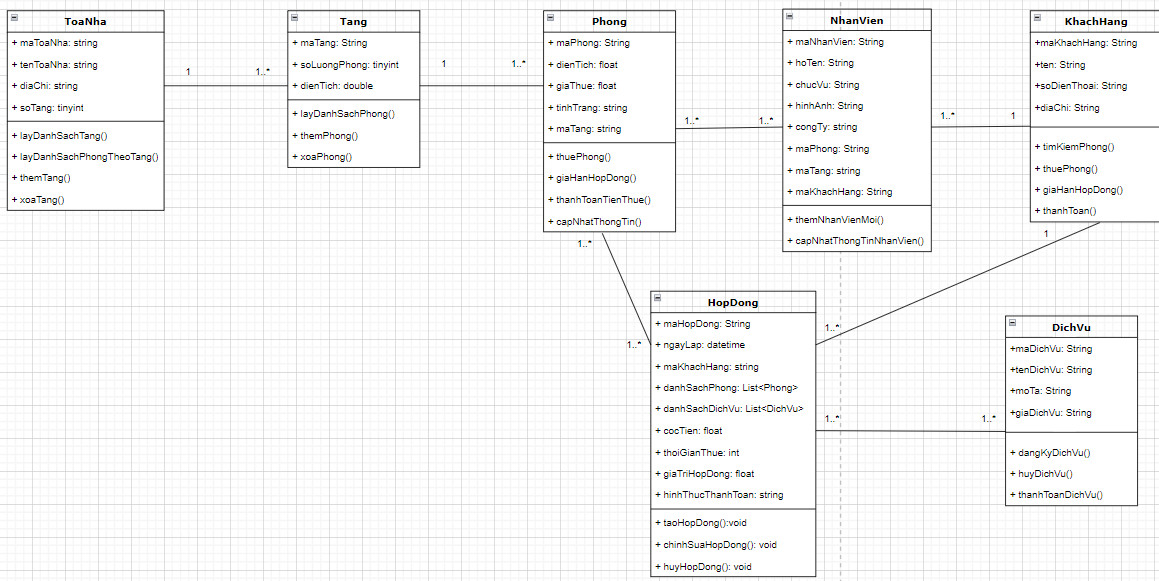 ToaNha
+ maToaNha: string
+ tenToaNha: string
+ diaChi: string
+ soTang: tinyint
+ layDanhSachTang()
+ layDanhSachPhongTheoTang()
+ themTang()
+ xoaTang()
1
1..*
Tang
+ maTang: String
+ soLuongPhong: tinyint
+ dienTich: double
+ layDanhSachPhong()
+ themPhong()
+ xoaPhong()
1
1..*
Phong
+ maPhong: String
+ dienTich: float
+ giaThue: float
+ tinhTrang: string
+ maTang: string
+ thuePhong()
+ giaHanHopDong()
+ thanhToanTienThue()
+ capNhatThongTin()
1..*
1..*
NhanVien
+ maNhanVien: String
+ hoTen: String
+ chucVu: String
+ hinhAnh: String
+ congTy: string
+ maPhong: String
+ maTang: string
+ maKhachHang: String
+ themNhanVienMoi()
+ capNhatThongTinNhanVien()
1..*
1
KhachHang
+maKhachHang: String
+ten: String
+soDienThoai: String
+diaChi: String
+ timKiemPhong()
+ thuePhong()
+ giaHanHopDong()
+ thanhToan()
1..*
1..*
1
1..*
HopDong
+ maHopDong: String
+ ngayLap: datetime
+ maKhachHang: string
+ danhSachPhong: List<Phong>
+ danhSachDichVu: List<DichVu>
+ cocTien: float
+ thoiGianThue: int
+ giaTriHopDong: float
+ hinhThucThanhToan: string
+ taoHopDong():void
+ chinhSuaHopDong(): void
+ huyHopDong(): void
1..*
1..*
DichVu
+maDichVu: String
+tenDichVu: String
+moTa: String
+giaDichVu: String
+ dangKyDichVu()
+ huyDichVu()
+ thanhToanDichVu()